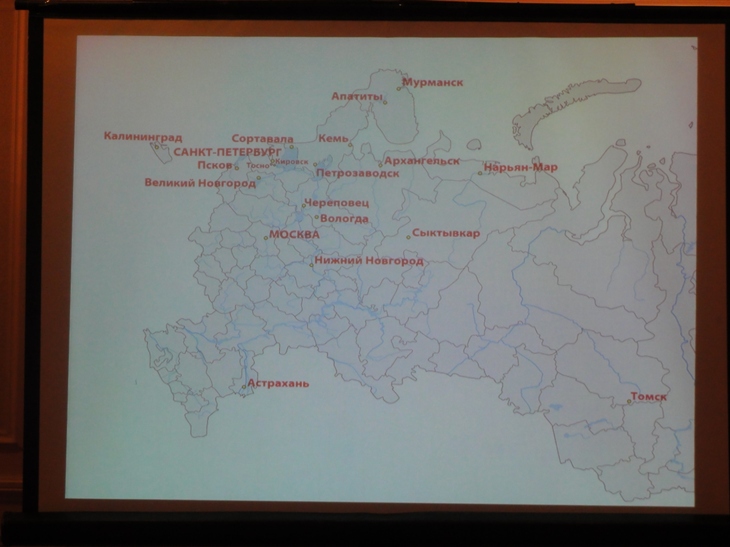 Мурманск
Апатиты
Калининград
Сортавала
Кемь
САНКТ-ПЕТЕРБУРГ
Псков
Тосно
Кировск
Архангельск
Нарьян-Мар
Петрозаводск
Великий Новгород
Череповец
Вологда
МОСКВА
Сыктывкар
Нижний Новгород
Астрахань
Томск